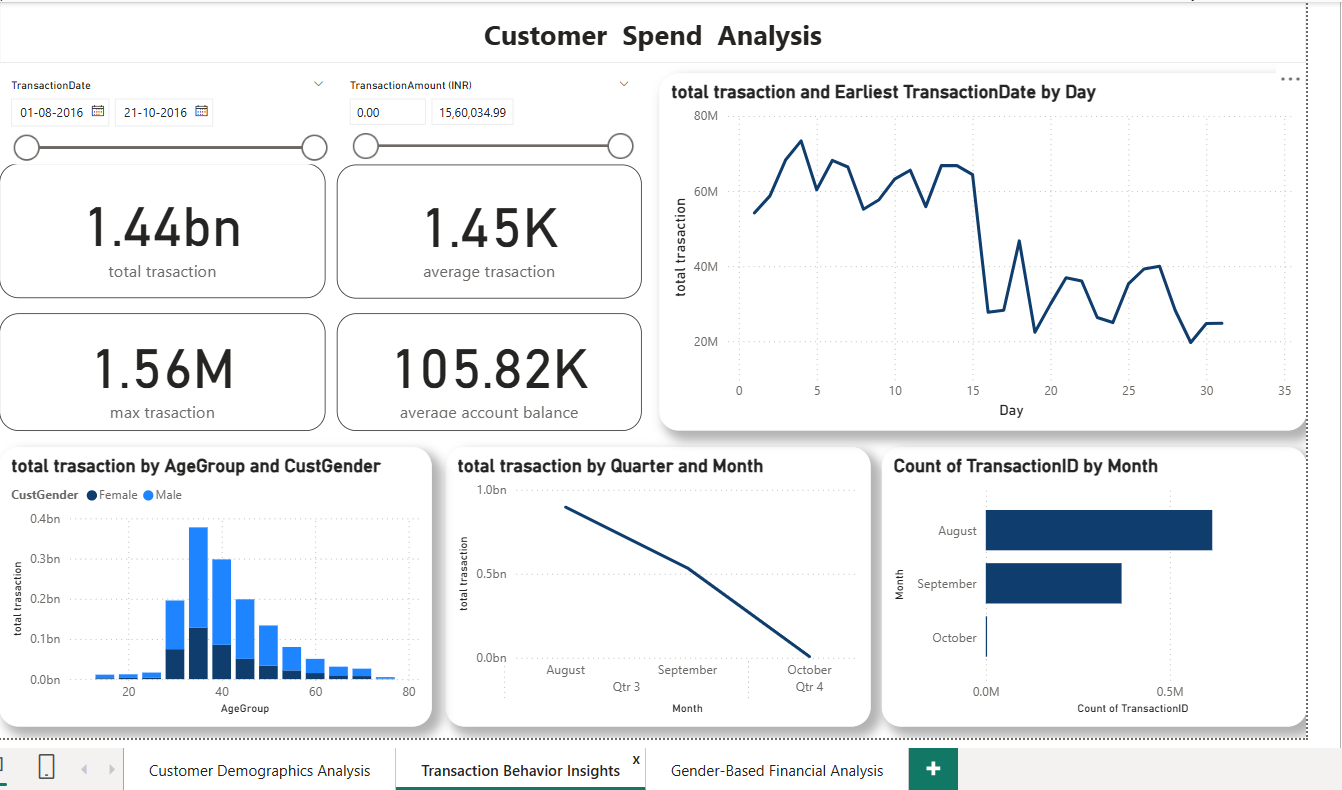 Customer Spend Analysis
TransactionDate
01-08-2016 21-10-2016
TransactionAmount (INR)
0.00 15,60,034.99
1.44bn
total trasaction
1.45K
average trasaction
1.56M
max trasaction
105.82K
average account balance
total trasaction and Earliest TransactionDate by Day
80M
60M
40M
20M
total trasaction
0 5 10 15 20 25 30 35
Day
total trasaction by AgeGroup and CustGender
CustGender Female Male
0.4bn
0.3bn
0.2bn
0.1bn
0.0bn
total trasaction
20 40 60 80
AgeGroup
total trasaction by Quarter and Month
1.0bn
0.5bn
0.0bn
total trasaction
August September October
Qtr 3 Qtr 4
Month
Count of TransactionID by Month
August
September
October
Month
0.0M 0.5M
Count of TransactionID
Customer Demographics Analysis Transaction Behavior Insights x Gender-Based Financial Analysis +